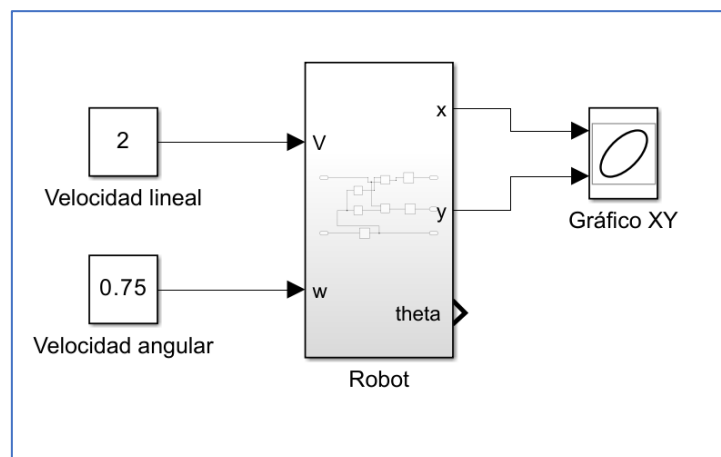 2
Velocidad lineal
0.75
Velocidad angular
V
w
x
y
theta
Robot
Gráfico XY